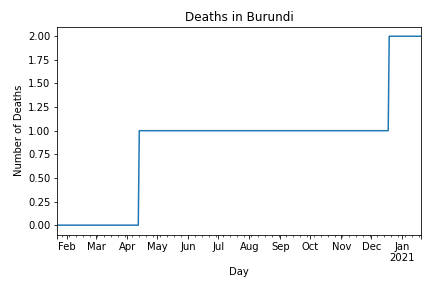 Deaths in Burundi
Number of Deaths
2.00
1.75
1.50
1.25
1.00
0.75
0.50
0.25
0.00
Feb Mar Apr May Jun Jul Aug Sep Oct Nov Dec Jan
2021
Day